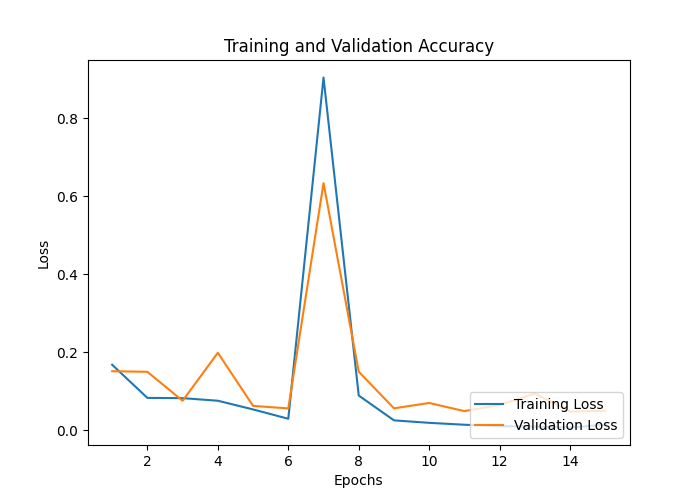 Training and Validation Accuracy
Loss
0.8
0.6
0.4
0.2
0.0
2 4 6 8 10 12 14
Epochs
Training Loss
Validation Loss